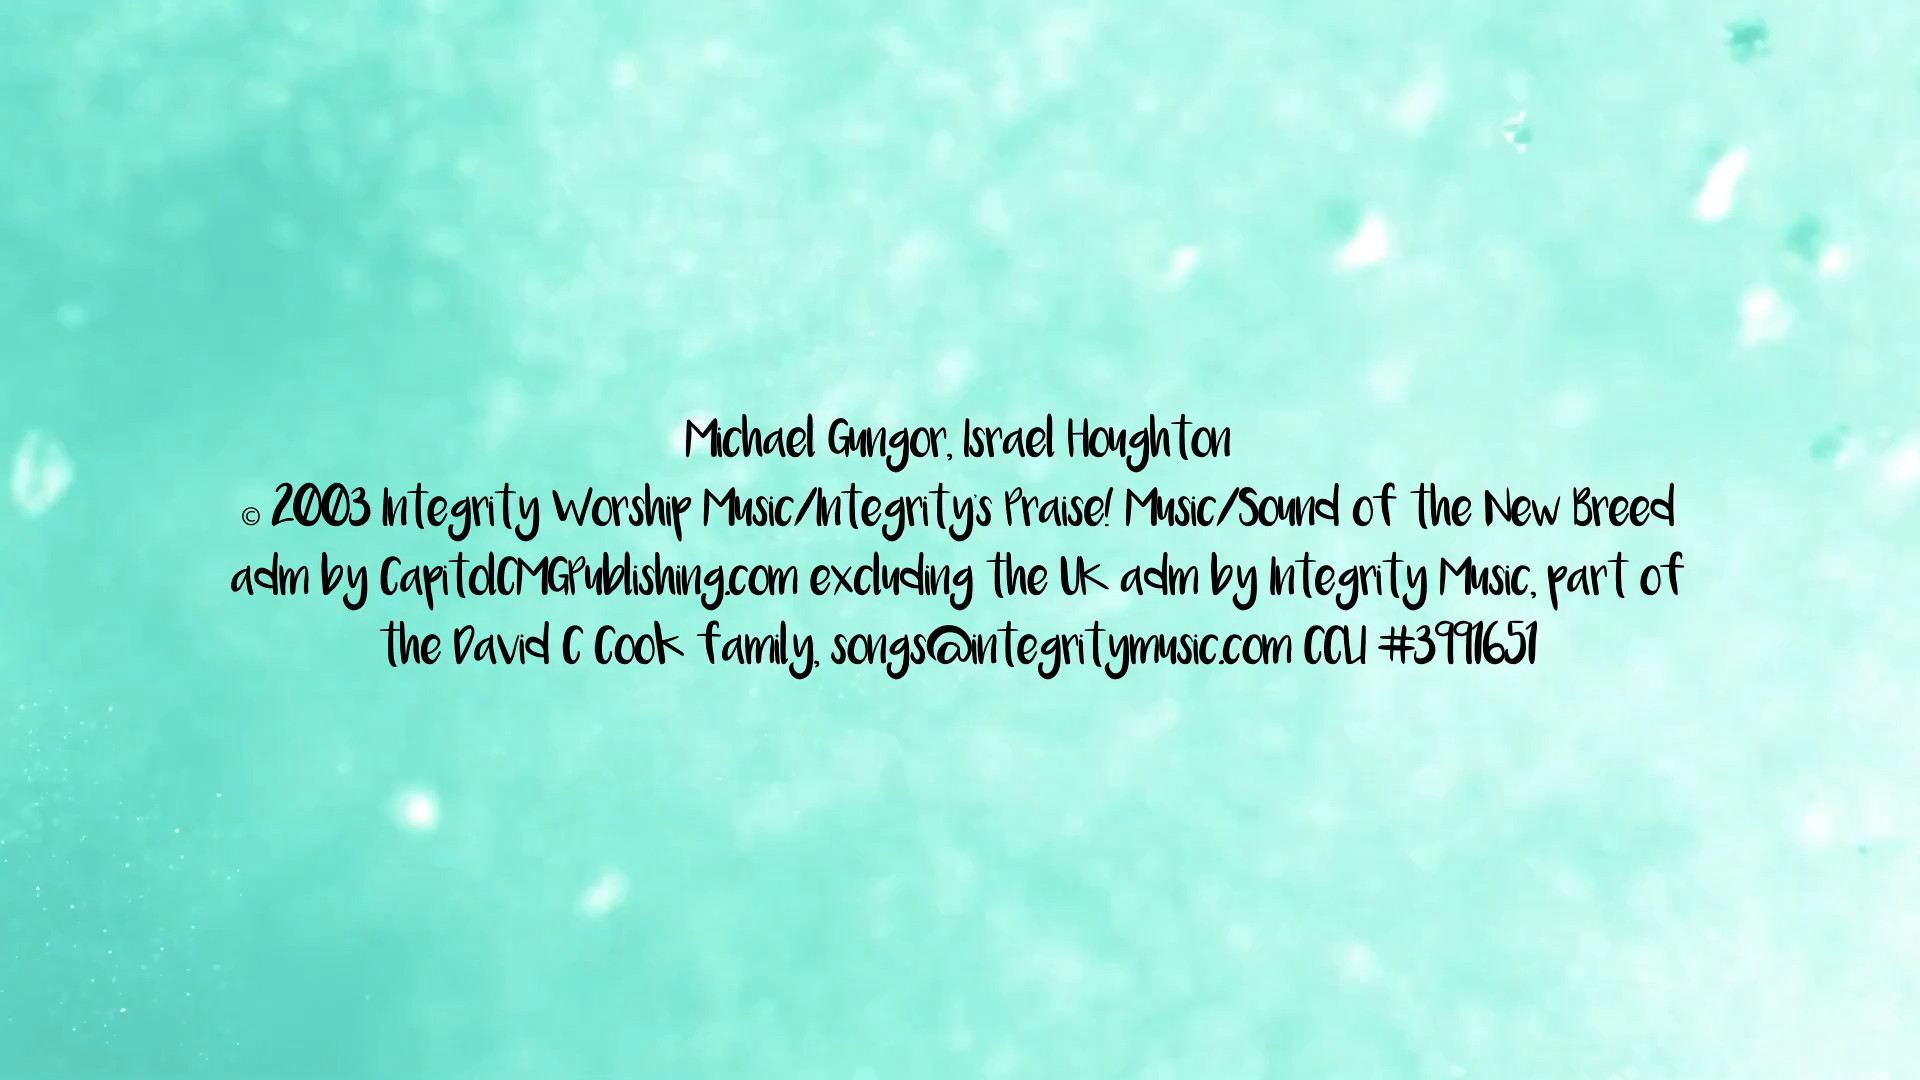 Michael Gungor, Israel Houghton
© 2003 Integrity Worship Music/Integrity's Praise! Music/Sound of the New Breed
adm by CapitolCMGPublishing.com excluding the UK adm by Integrity Music, part of
the David C Cook family, songs@integritymusic.com CCLI #3991651